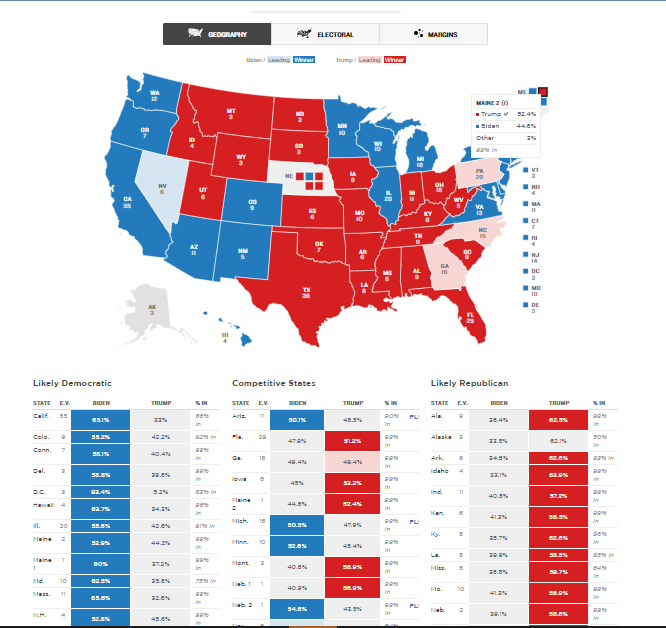 GEOGRAPHY ELECTORAL MARGINS
Biden / Leading Winner Trump / Leading Winner
WA 12
OR 7
CA 55
NV 6
ID 4
MT 3
WY 3
UT 6
AZ 11
CO 9
NM 5
ND 3
SD 3
NE
KS 6
OK 7
TX 38
MN 10
IA 6
MO 10
AR 6
LA 8
WI 10
IL 20
MI 16
IN 11
OH 18
KY 8
TN 11
MS 6
AL 9
GA 16
FL 29
SC 9
NC 15
VA 13
WV 5
PA 20
AK 3
HI 4
ME
MAINE 2 (1)
Trump ✓ 52.4%
Biden 44.6%
Other 3%
99% in
VT 3
NH 4
MA 11
CT 7
RI 4
NJ 14
DC 3
MD 10
DE 3
Likely Democratic
STATE E.V. BIDEN TRUMP % IN
Calif. 55 65.1% 33% 66% in
Colo. 9 55.2% 42.2% 82% in
Conn. 7 58.1% 40.4% 99% in
Del. 3 58.8% 39.8% 99% in
D.C. 3 93.4% 5.2% 83% in
Hawaii 4 63.7% 34.3% 96% in
Ill. 20 55.6% 42.6% 91% in
Maine 2 52.9% 44.2% 99% in
Maine 1 1 60% 37.2% 99% in
Md. 10 62.5% 35.8% 75% in
Mass. 11 65.6% 32.6% 99% in
N.H. 4 52.8% 45.6% 99% in
Competitive States
STATE E.V. BIDEN TRUMP % IN
Ariz. 11 50.1% 48.5% 90% in
Fla. 29 47.9% 51.2% 99% in
Ga. 16 49.4% 49.4% 99% in
Iowa 6 45% 53.2% 99% in
Maine 2 1 44.6% 52.4% 99% in
Mich. 16 50.5% 47.9% 99% in
Minn. 10 52.6% 45.4% 99% in
Mont. 3 40.6% 56.9% 99% in
Neb. 1 1 40.9% 56.9% 99% in
Neb. 2 1 54.6% 43.5% 99% in
Likely Republican
STATE E.V. BIDEN TRUMP % IN
Ala. 9 36.4% 62.5% 99% in
Alaska 3 33.5% 62.1% 50% in
Ark. 6 34.6% 62.6% 93% in
Idaho 4 33.1% 63.9% 99% in
Ind. 11 40.8% 57.2% 99% in
Kan. 6 41.3% 56.5% 99% in
Ky. 8 35.7% 62.6% 98% in
La. 8 39.9% 58.5% 95% in
Miss. 6 38.8% 59.7% 84% in
Mo. 10 41.3% 56.9% 99% in
Neb. 2 39.1% 58.8% 99% in